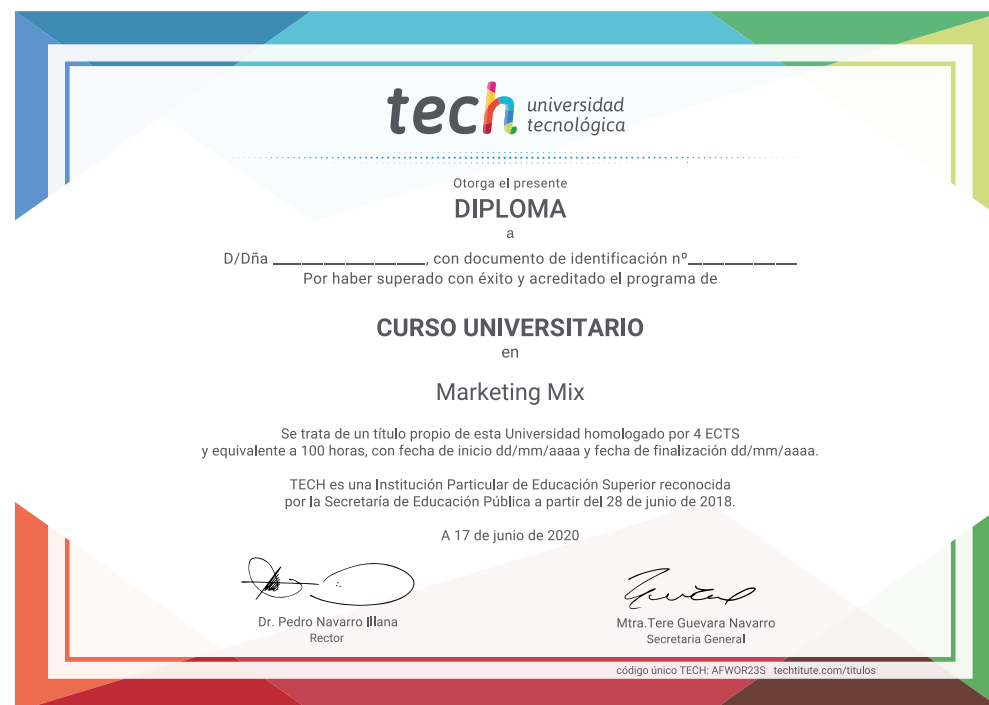 tech universidad
tecnológica
Otorga el presente
DIPLOMA
a
D/Dña ________________, con documento de identificación nº____________
Por haber superado con éxito y acreditado el programa de
CURSO UNIVERSITARIO
en
Marketing Mix
Se trata de un título propio de esta Universidad homologado por 4 ECTS
y equivalente a 100 horas, con fecha de inicio dd/mm/aaaa y fecha de finalización dd/mm/aaaa.
TECH es una Institución Particular de Educación Superior reconocida
por la Secretaría de Educación Pública a partir del 28 de junio de 2018.
A 17 de junio de 2020
Dr. Pedro Navarro Illana
Rector
Mtra.Tere Guevara Navarro
Secretaria General
código único TECH: AFWOR23S techtitute.com/titulos